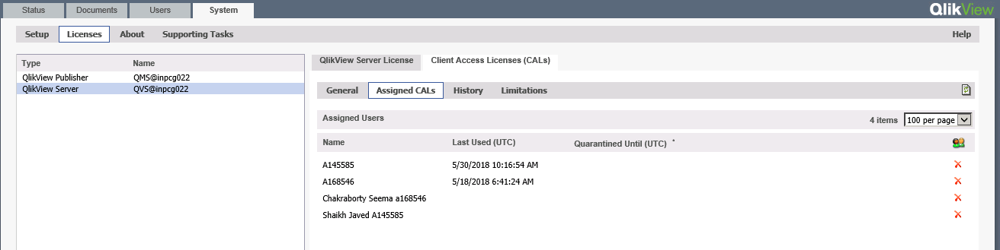 Status Documents Users System QlikView
Setup Licenses About Supporting Tasks Help
Type Name
QlikView Publisher QMS@inpcg022
QlikView Server QVS@inpcg022
QlikView Server License Client Access Licenses (CALs)
General Assigned CALs History Limitations
Assigned Users 4 items 100 per page
Name Last Used (UTC) Quarantined Until (UTC) *
A145585 5/30/2018 10:16:54 AM
A168546 5/18/2018 6:41:24 AM
Chakraborty Seema a168546
Shaikh Javed A145585